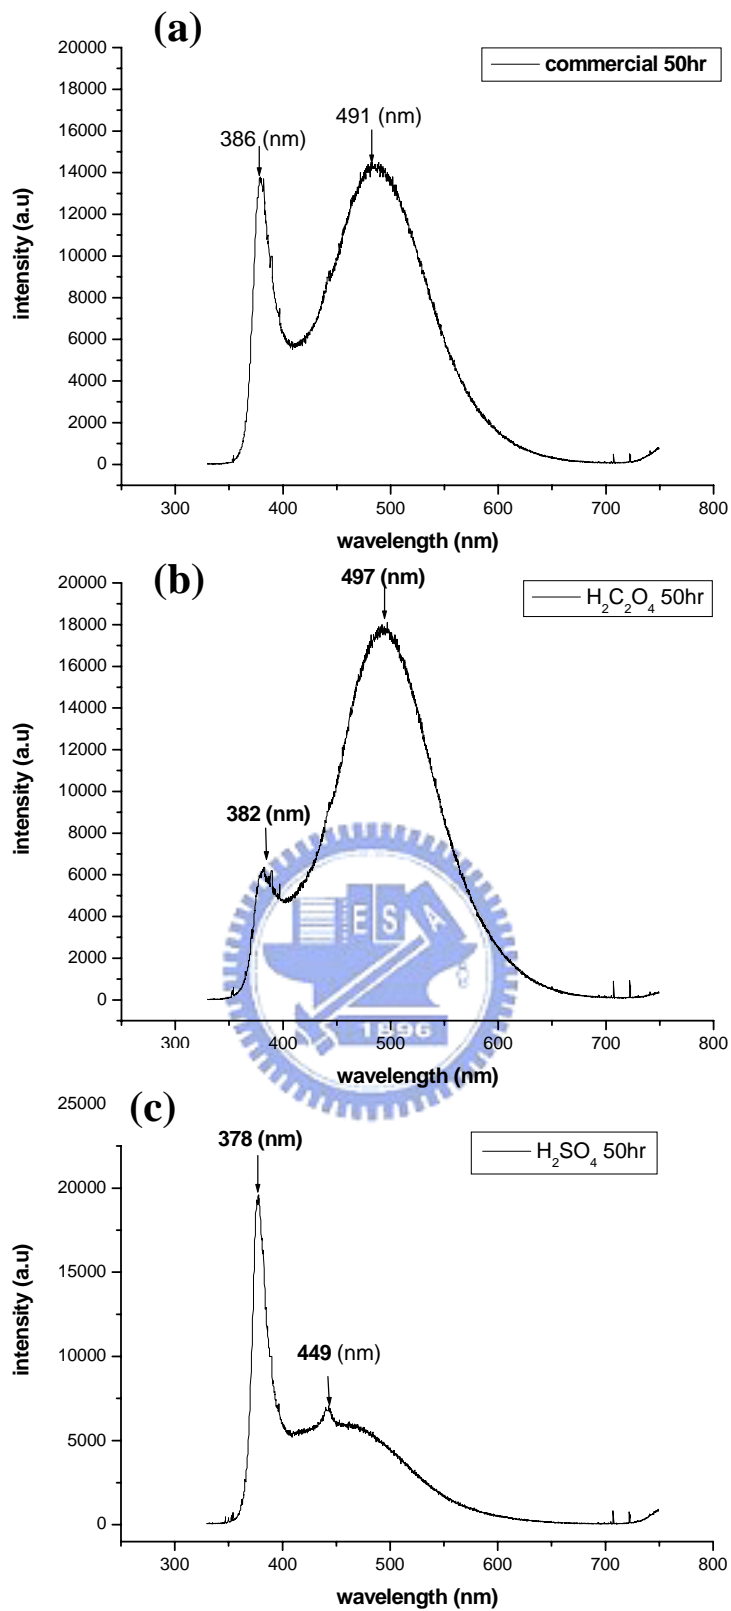 (a)
commercial 50hr
386 (nm)
491 (nm)
20000
18000
16000
14000
12000
10000
8000
6000
4000
2000
0
intensity (a.u)
300 400 500 600 700 800
wavelength (nm)
(b)
497 (nm)
H₂C₂O₄ 50hr
382 (nm)
20000
18000
16000
14000
12000
10000
8000
6000
4000
2000
0
intensity (a.u)
E S A
1896
300 400 500 600 700 800
wavelength (nm)
(c)
378 (nm)
H₂SO₄ 50hr
449 (nm)
25000
20000
15000
10000
5000
0
intensity (a.u)
300 400 500 600 700 800
wavelength (nm)